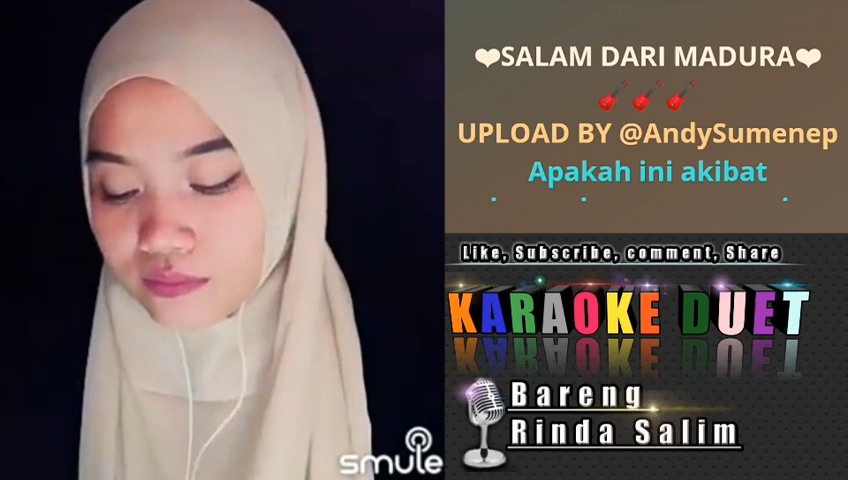 ❤SALAM DARI MADURA❤
🎸🎸🎸
UPLOAD BY @AndySumenep
Apakah ini akibat
Like, Subscribe, comment, Share
KARAOKE DUET
Bareng
Rinda Salim
smule